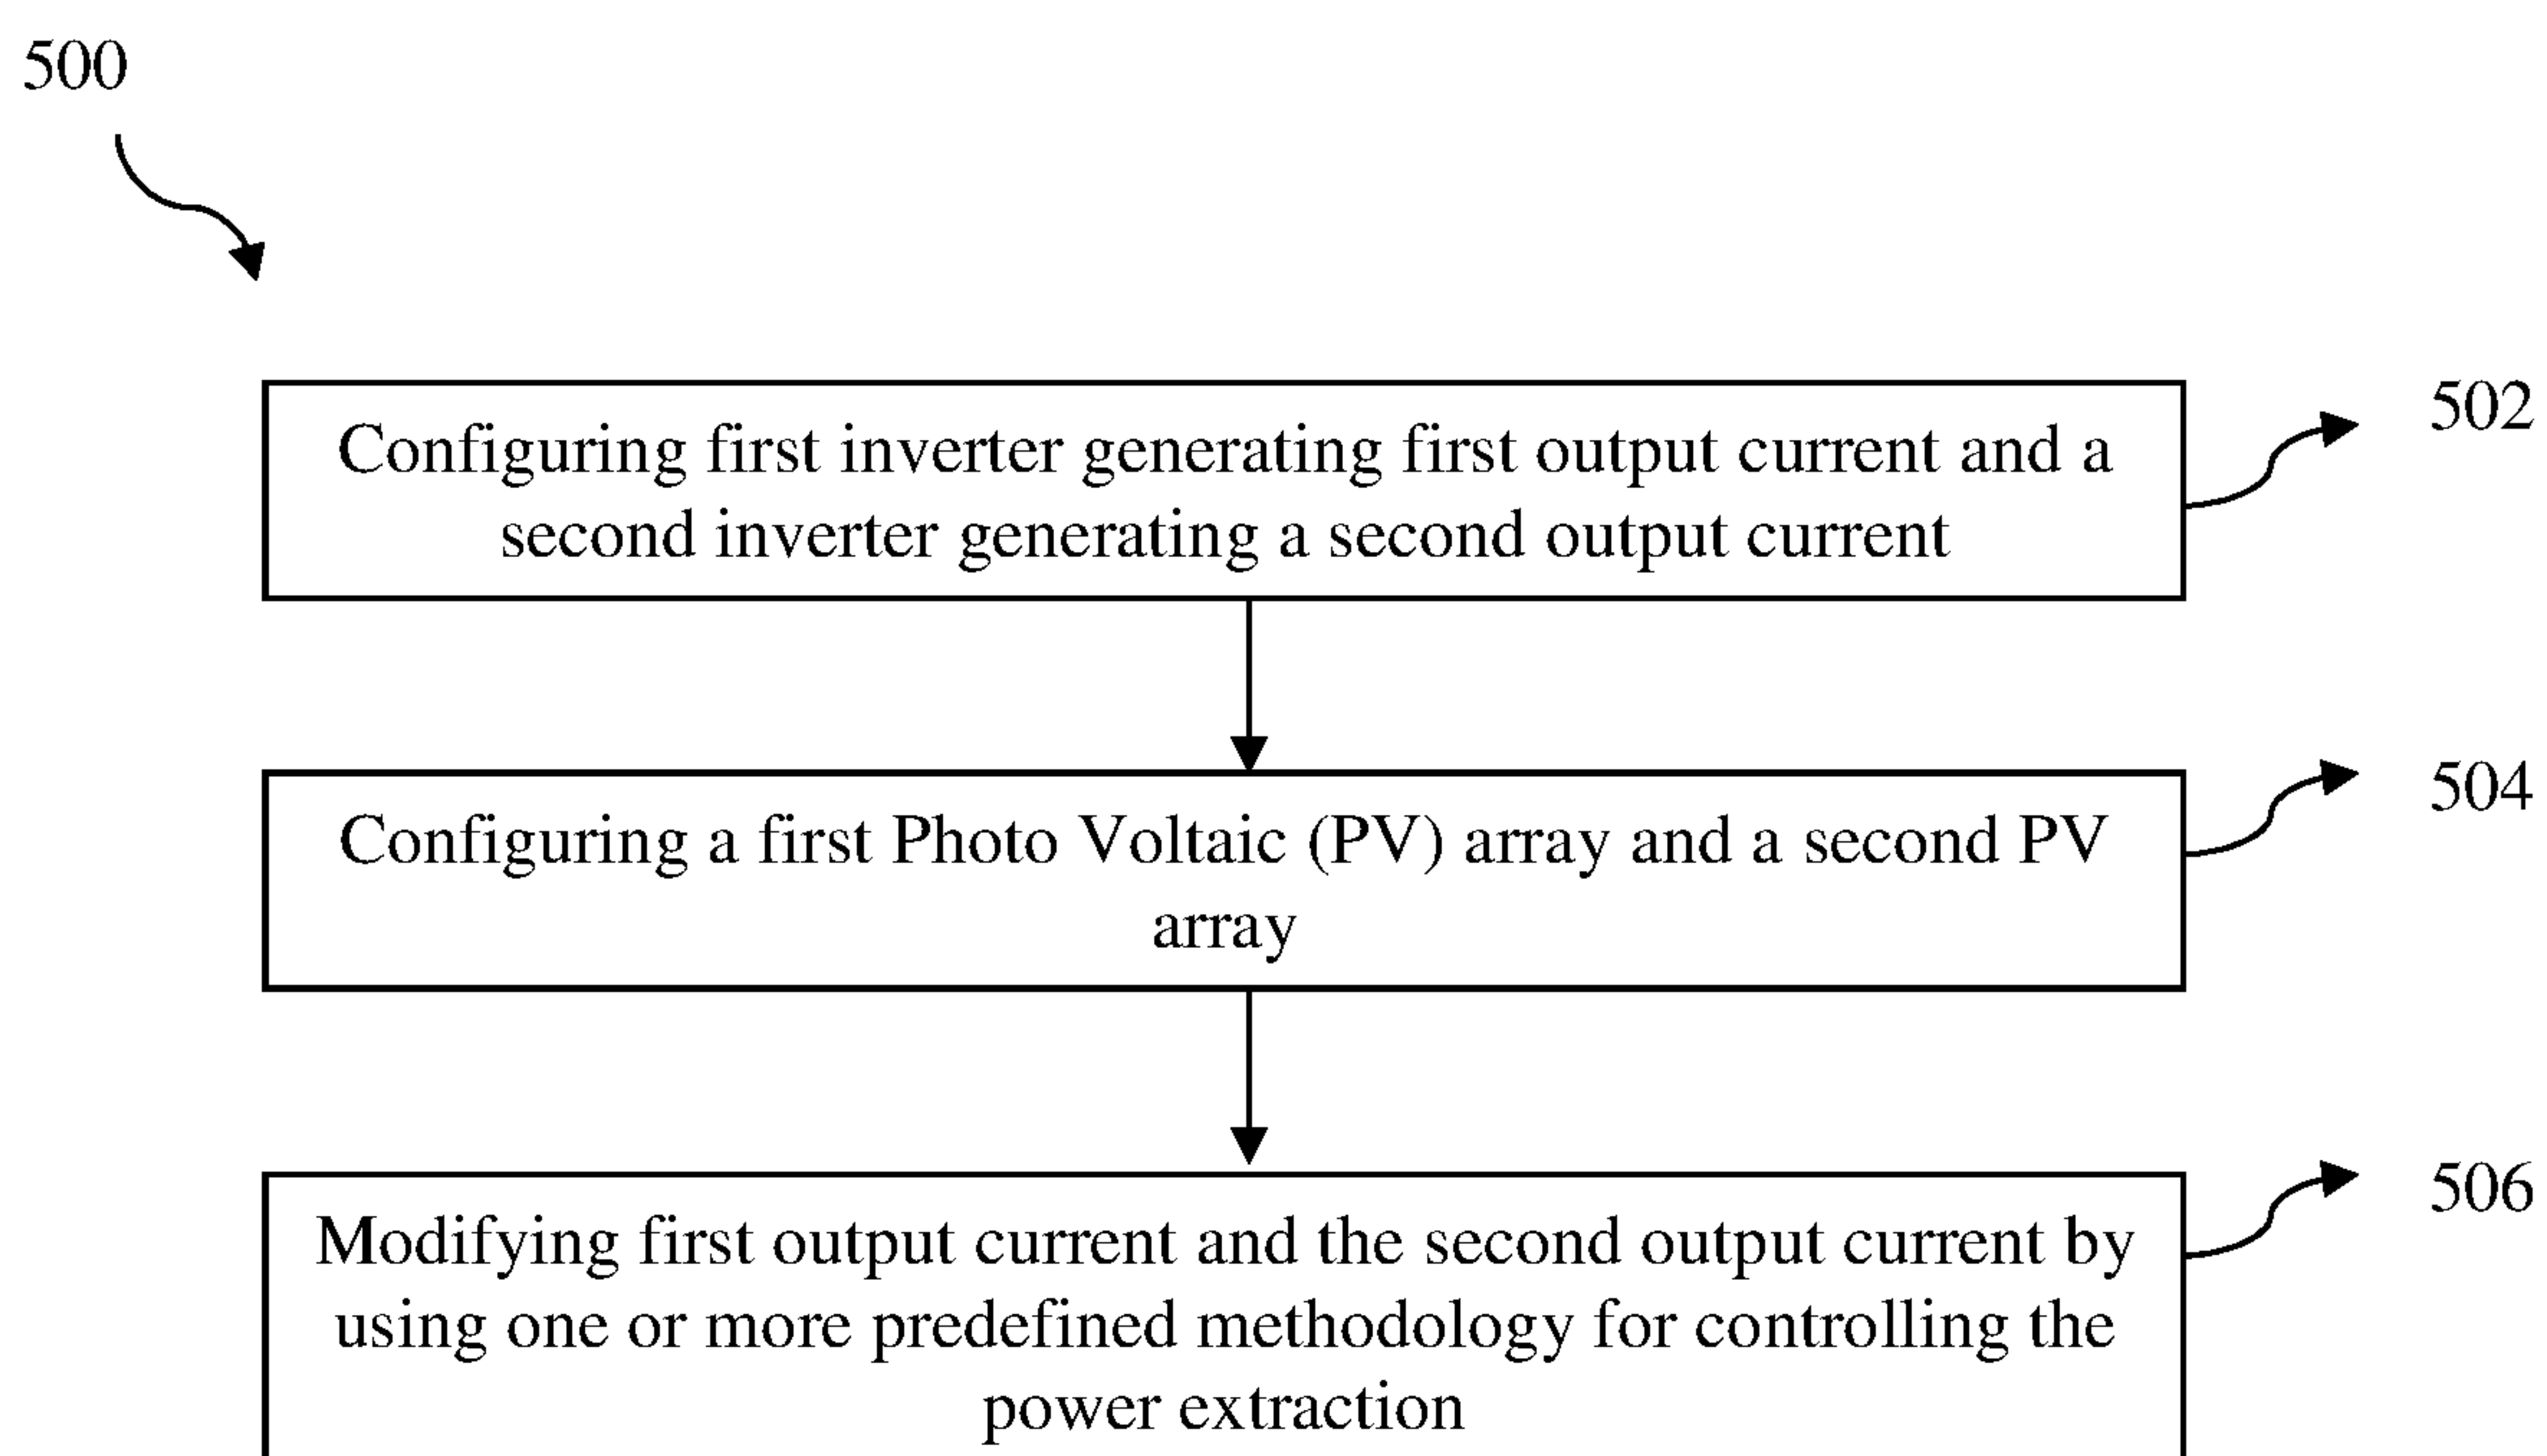 500
Configuring first inverter generating first output current and a
second inverter generating a second output current
502
Configuring a first Photo Voltaic (PV) array and a second PV
array
504
Modifying first output current and the second output current by
using one or more predefined methodology for controlling the
power extraction
506